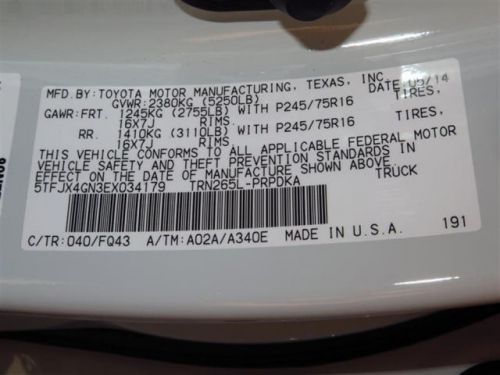 MFD.BY:TOYOTA MOTOR MANUFACTURING, TEXAS, INC. DATE:05/14
GVWR:2380KG (5250LB)
GAWR:FRT. 1245KG (2755LB) WITH P245/75R16 TIRES,
16X7J RIMS.
RR. 1410KG (3110LB) WITH P245/75R16 TIRES,
16X7J RIMS.
THIS VEHICLE CONFORMS TO ALL APPLICABLE FEDERAL MOTOR
VEHICLE SAFETY AND THEFT PREVENTION STANDARDS IN
EFFECT ON THE DATE OF MANUFACTURE SHOWN ABOVE.
5TFJX4GN3EX034179 TRN265L-PRPDKA TRUCK
C/TR:040/FQ43 A/TM:A02A/A340E MADE IN U.S.A. 191